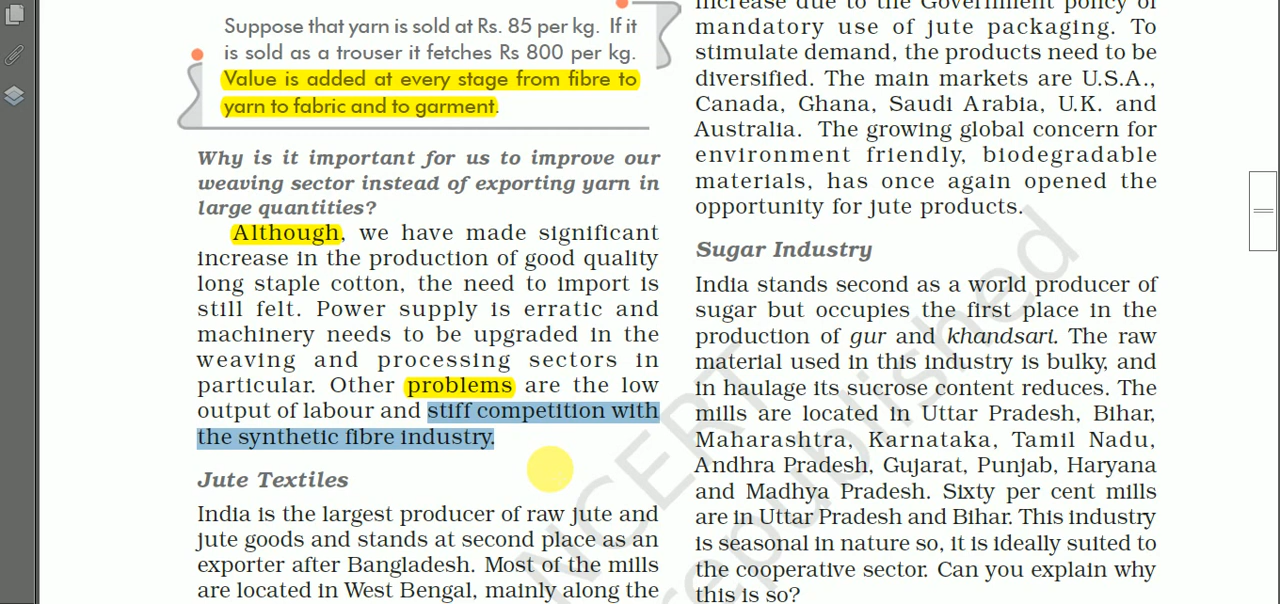 Suppose that yarn is sold at Rs. 85 per kg. If it
is sold as a trouser it fetches Rs 800 per kg.
Value is added at every stage from fibre to
yarn to fabric and to garment.
Why is it important for us to improve our
weaving sector instead of exporting yarn in
large quantities?
Although, we have made significant
increase in the production of good quality
long staple cotton, the need to import is
still felt. Power supply is erratic and
machinery needs to be upgraded in the
weaving and processing sectors in
particular. Other problems are the low
output of labour and stiff competition with
the synthetic fibre industry.
Jute Textiles
India is the largest producer of raw jute and
jute goods and stands at second place as an
exporter after Bangladesh. Most of the mills
are located in West Bengal, mainly along the
increase due to the Government policy of
mandatory use of jute packaging. To
stimulate demand, the products need to be
diversified. The main markets are U.S.A.,
Canada, Ghana, Saudi Arabia, U.K. and
Australia. The growing global concern for
environment friendly, biodegradable
materials, has once again opened the
opportunity for jute products.
Sugar Industry
India stands second as a world producer of
sugar but occupies the first place in the
production of gur and khandsari. The raw
material used in this industry is bulky, and
in haulage its sucrose content reduces. The
mills are located in Uttar Pradesh, Bihar,
Maharashtra, Karnataka, Tamil Nadu,
Andhra Pradesh, Gujarat, Punjab, Haryana
and Madhya Pradesh. Sixty per cent mills
are in Uttar Pradesh and Bihar. This industry
is seasonal in nature so, it is ideally suited to
the cooperative sector. Can you explain why
this is so?
NCERT
republished